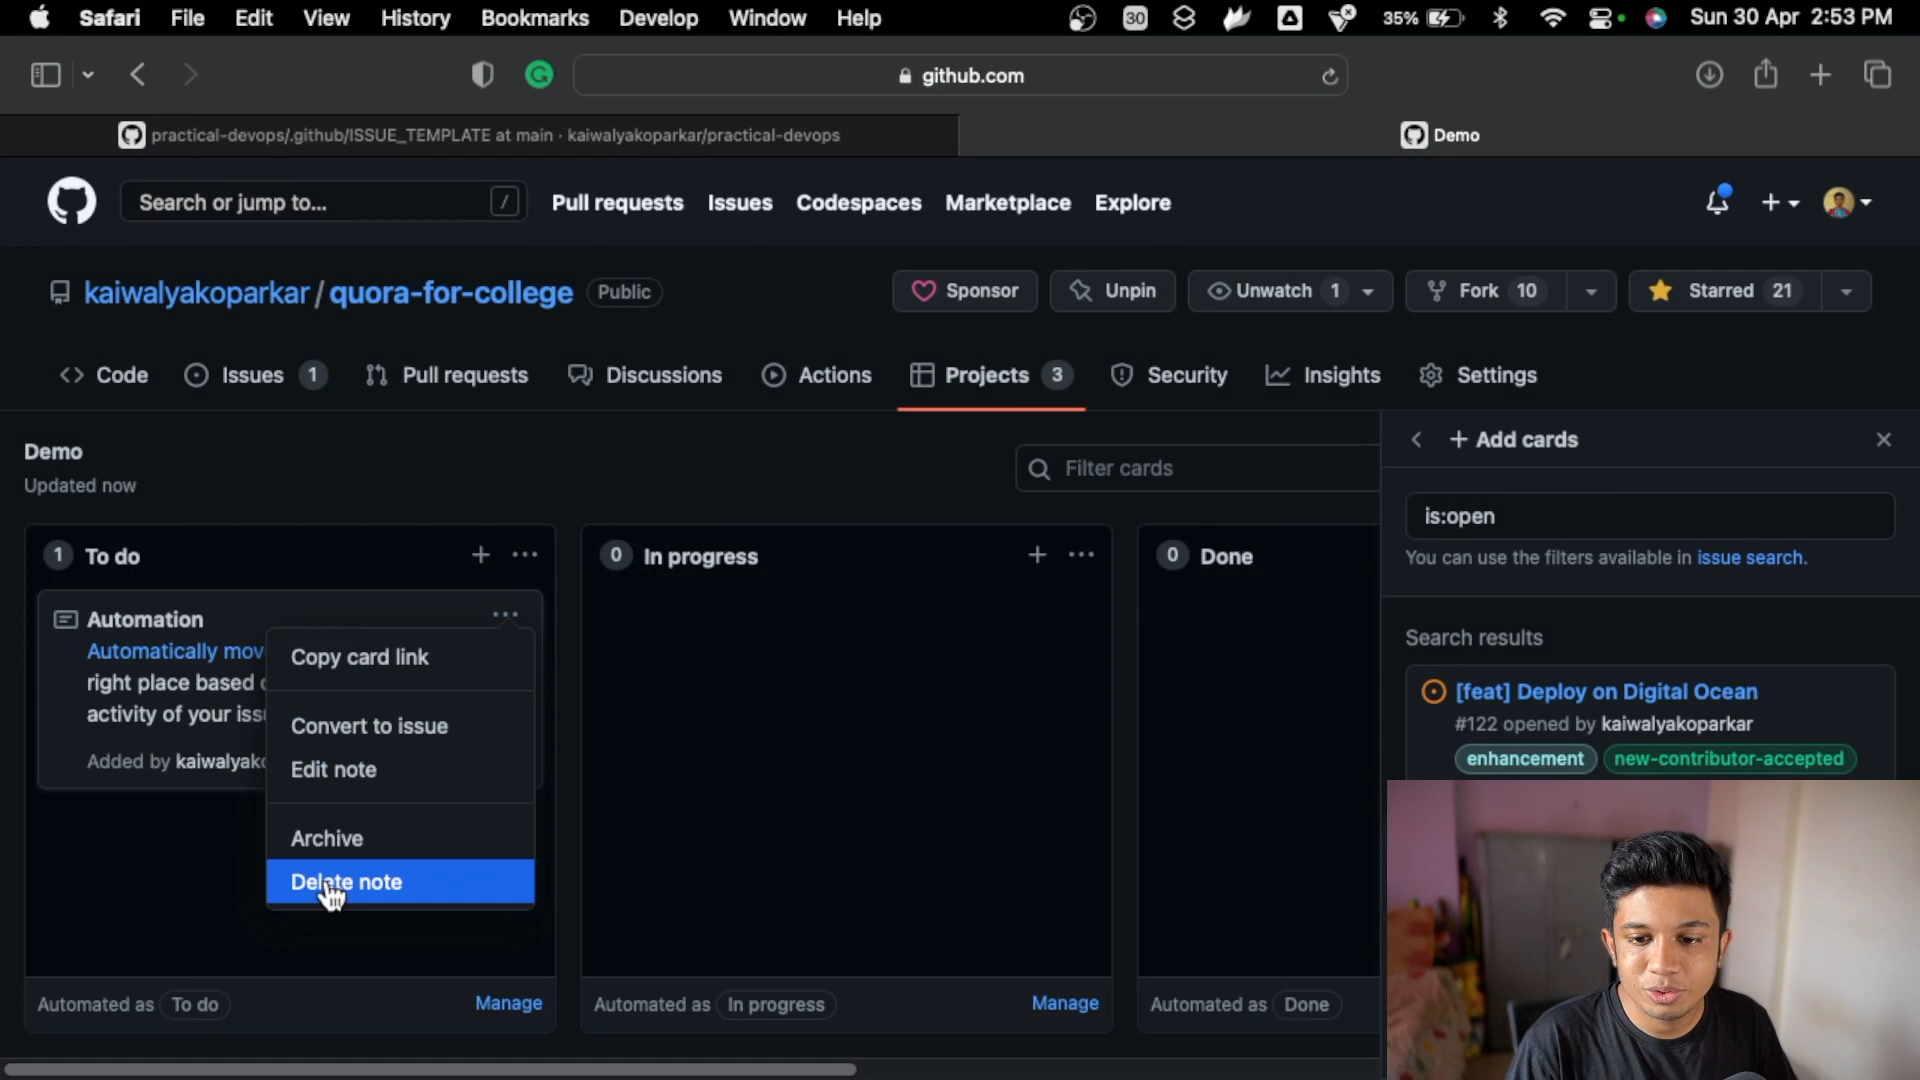 Safari File Edit View History Bookmarks Develop Window Help 30 35% Sun 30 Apr 2:53 PM
github.com
practical-devops/.github/ISSUE_TEMPLATE at main · kaiwalyakoparkar/practical-devops Demo
Search or jump to... / Pull requests Issues Codespaces Marketplace Explore
kaiwalyakoparkar / quora-for-college Public Sponsor Unpin Unwatch 1 Fork 10 Starred 21
Code Issues 1 Pull requests Discussions Actions Projects 3 Security Insights Settings
Demo
Updated now
Filter cards
+ Add cards
is:open
You can use the filters available in issue search.
1 To do
0 In progress
0 Done
Automation
Automatically mov
right place based
activity of your
Added by
Copy card link
Convert to issue
Edit note
Archive
Delete note
Search results
[feat] Deploy on Digital Ocean
#122 opened by kaiwalyakoparkar
enhancement new-contributor-accepted
Automated as To do Manage
Automated as In progress Manage
Automated as Done